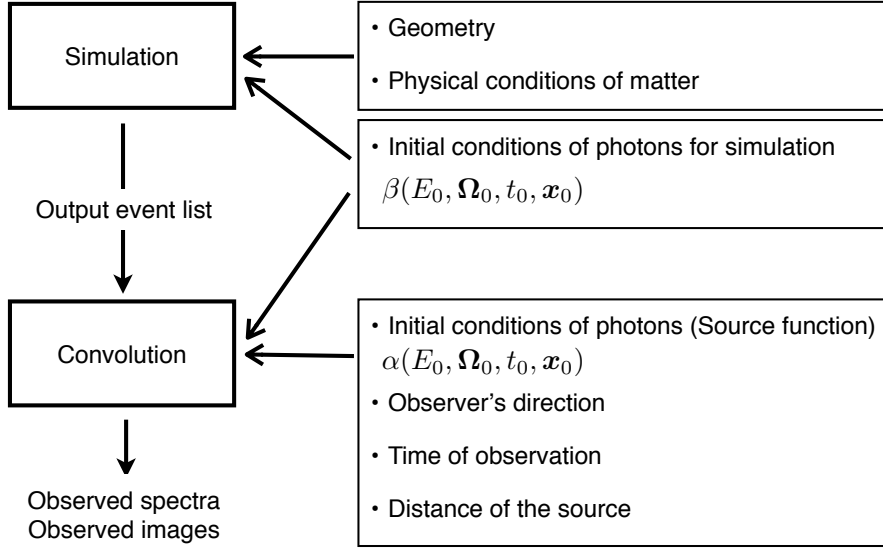 Simulation
• Geometry
• Physical conditions of matter
• Initial conditions of photons for simulation
β(E₀, Ω₀, t₀, x₀)
Output event list
Convolution
• Initial conditions of photons (Source function)
α(E₀, Ω₀, t₀, x₀)
• Observer's direction
• Time of observation
• Distance of the source
Observed spectra
Observed images